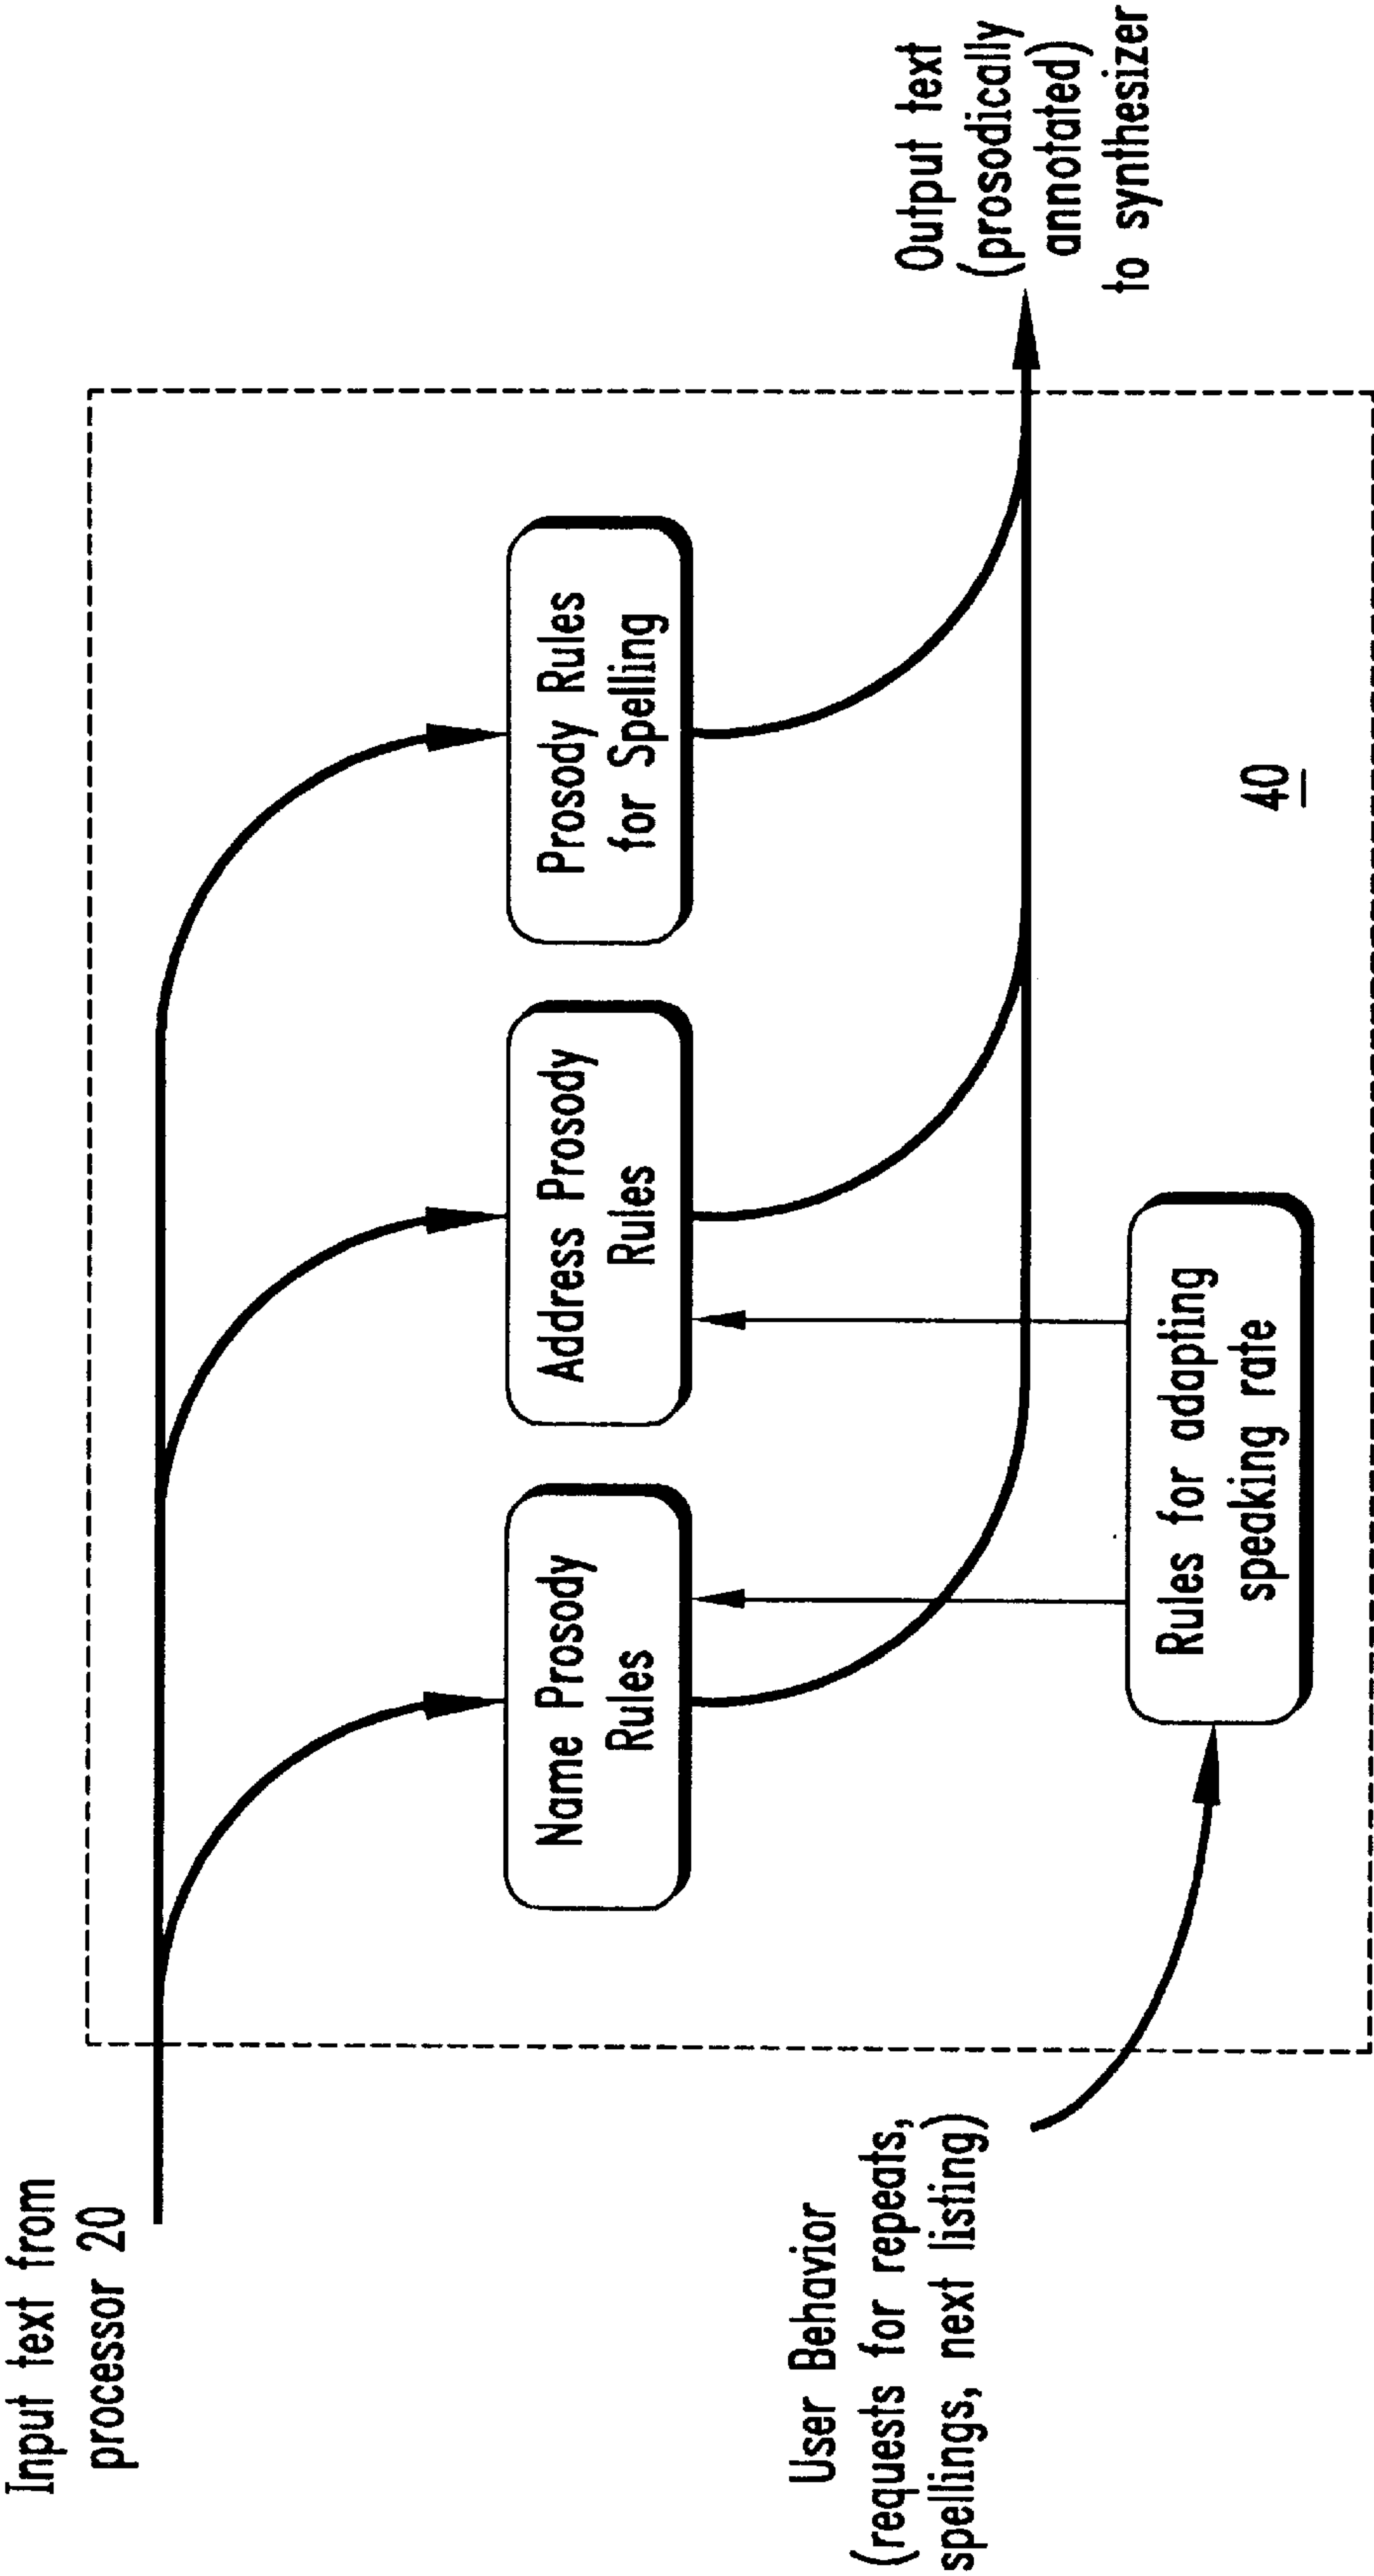 Input text from
processor 20
Name Prosody
Rules
Address Prosody
Rules
Prosody Rules
for Spelling
User Behavior
(requests for repeats,
spellings, next listing)
Rules for adapting
speaking rate
40
Output text
(prosodically
annotated)
to synthesizer